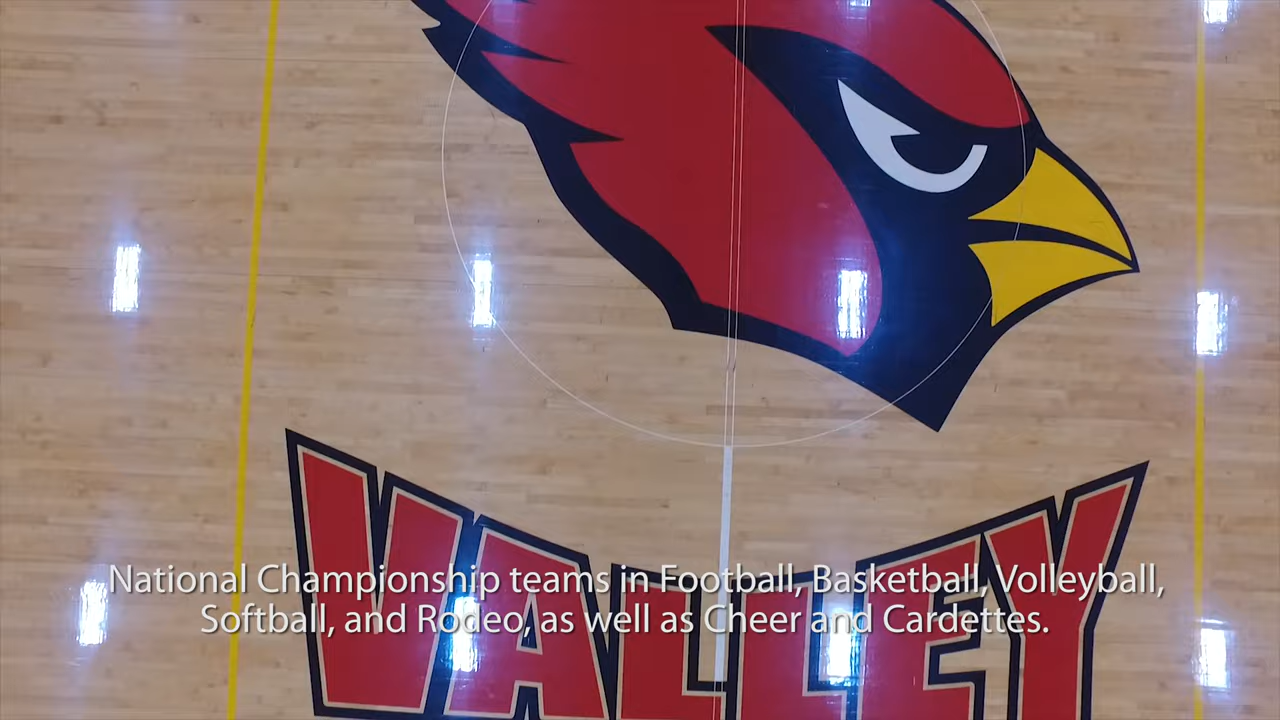 VALLEY
National Championship teams in Football, Basketball, Volleyball,
Softball, and Rodeo, as well as Cheer and Cardettes.